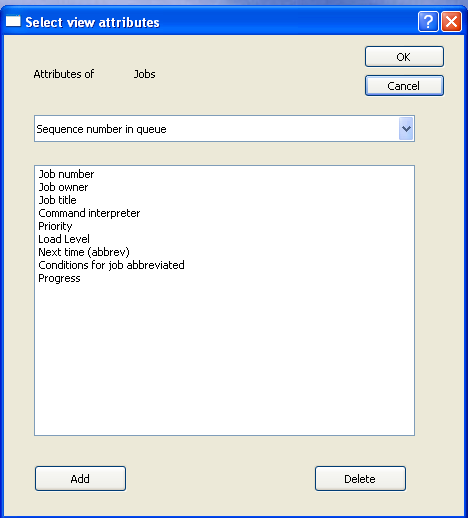 Select view attributes
OK
Attributes of Jobs
Cancel
Sequence number in queue
Job number
Job owner
Job title
Command interpreter
Priority
Load Level
Next time (abbrev)
Conditions for job abbreviated
Progress
Add Delete